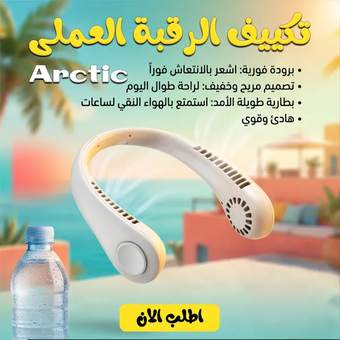 تكييف الرقبة العملي
Arctic
• برودة فورية: اشعر بالانتعاش فوراً
• تصميم مريح وخفيف: لراحة طوال اليوم
• بطارية طويلة الأمد: استمتع بالهواء النقي لساعات
• هادئ وقوي
اطلب الان